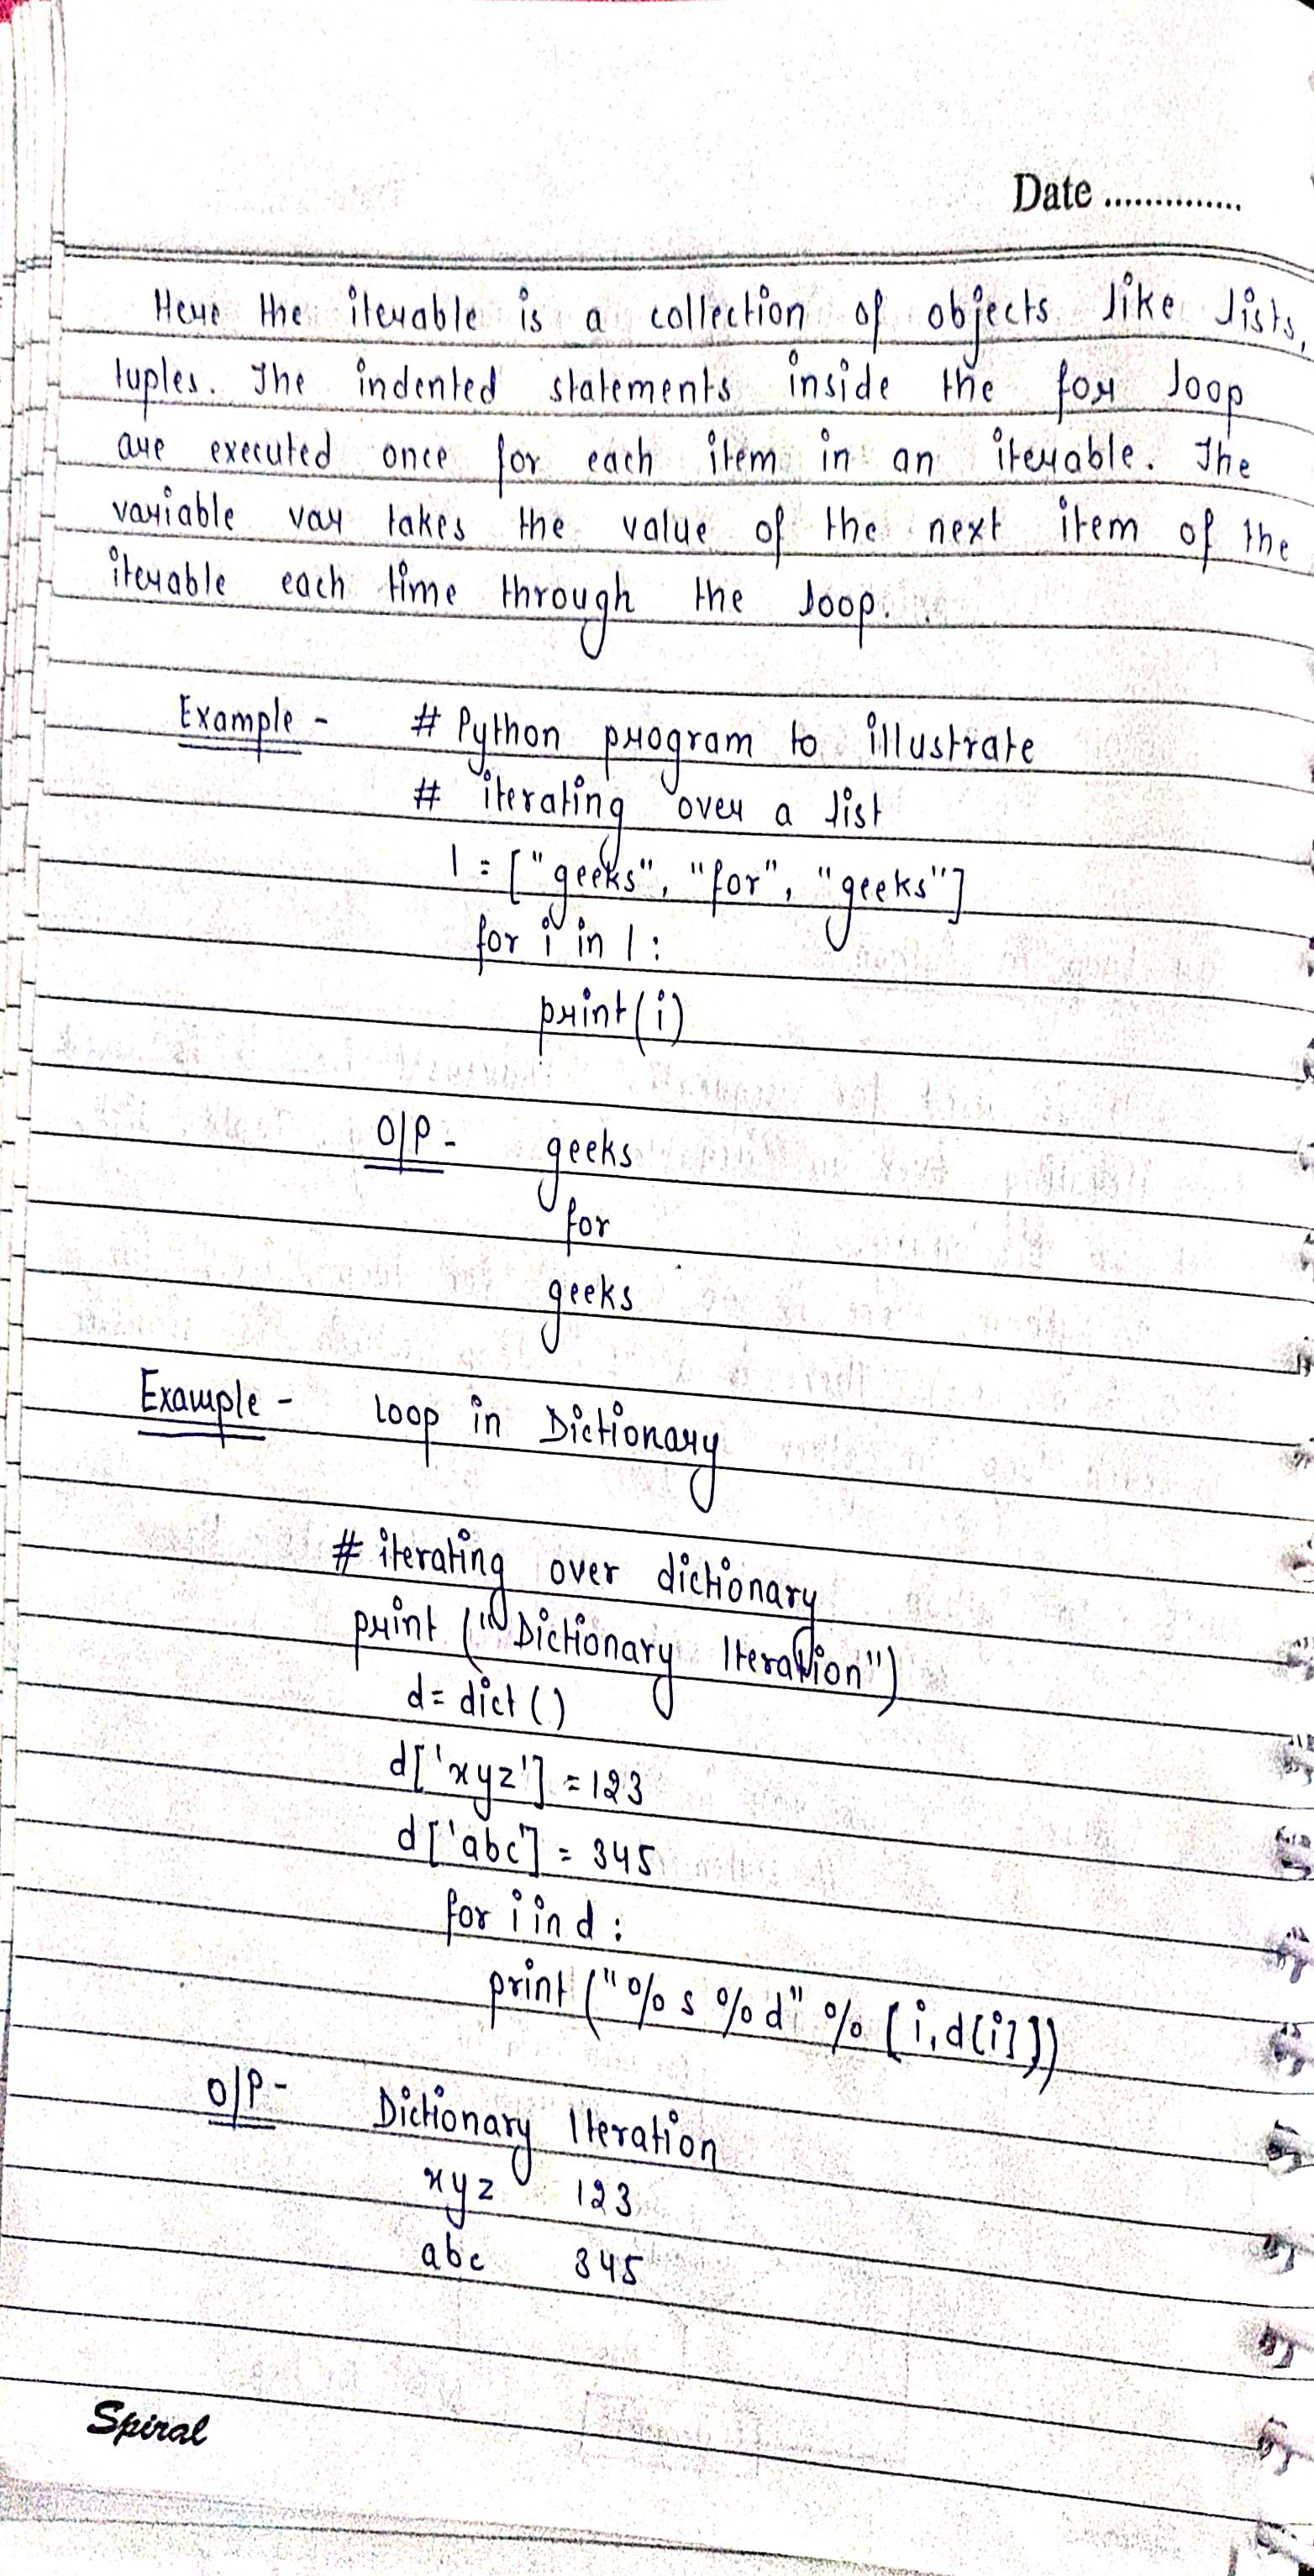 Date ..............
Here the iterable is a collection of objects like lists,
tuples. The indented statements inside the for loop
are executed once for each item in an iterable. The
variable var takes the value of the next item of the
iterable each time through the loop.
Example - # Python program to illustrate
# iterating over a list
l = ["geeks", "for", "geeks"]
for i in l :
print(i)
O/P - geeks
for
geeks
Example - Loop in Dictionary
# iterating over dictionary
print ("Dictionary Iteration")
d = dict ()
d['xyz'] = 123
d['abc'] = 345
for i in d :
print ("%s %d" % [i, d[i]])
O/P - Dictionary Iteration
xyz 123
abc 345
Spiral